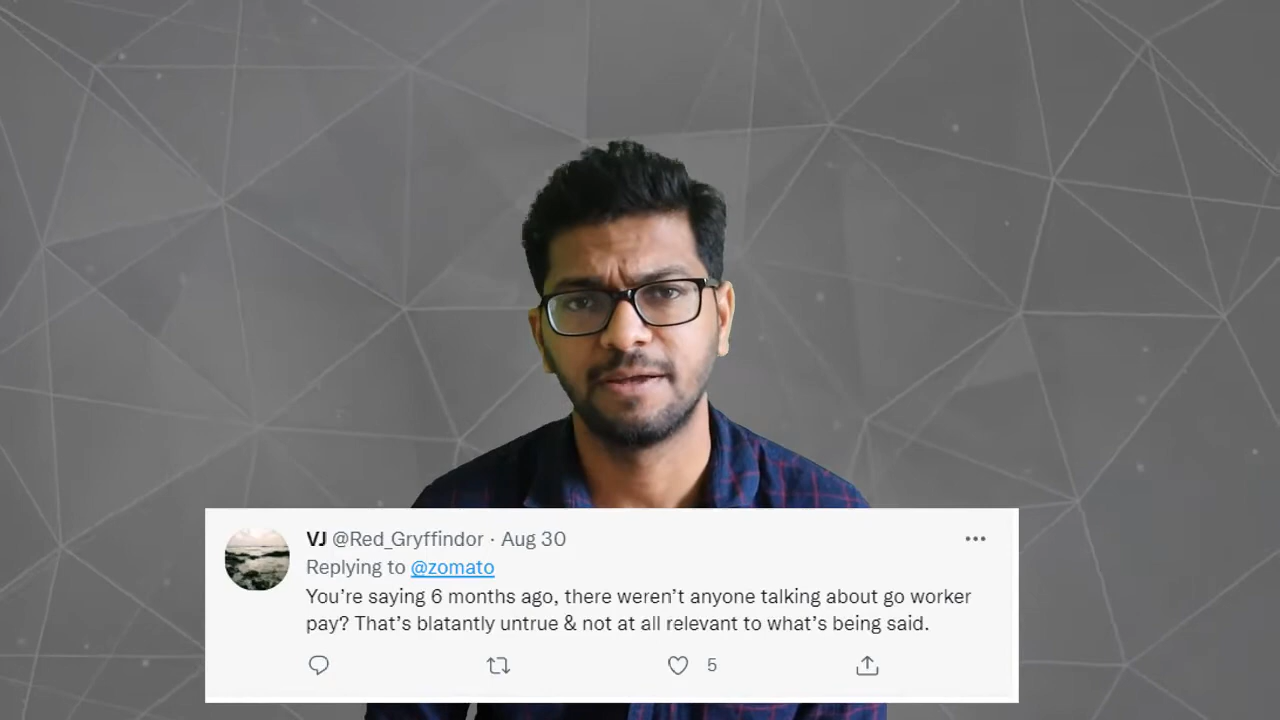 VJ @Red_Gryffindor · Aug 30
Replying to @zomato
You're saying 6 months ago, there weren't anyone talking about go worker
pay? That's blatantly untrue & not at all relevant to what's being said.
5